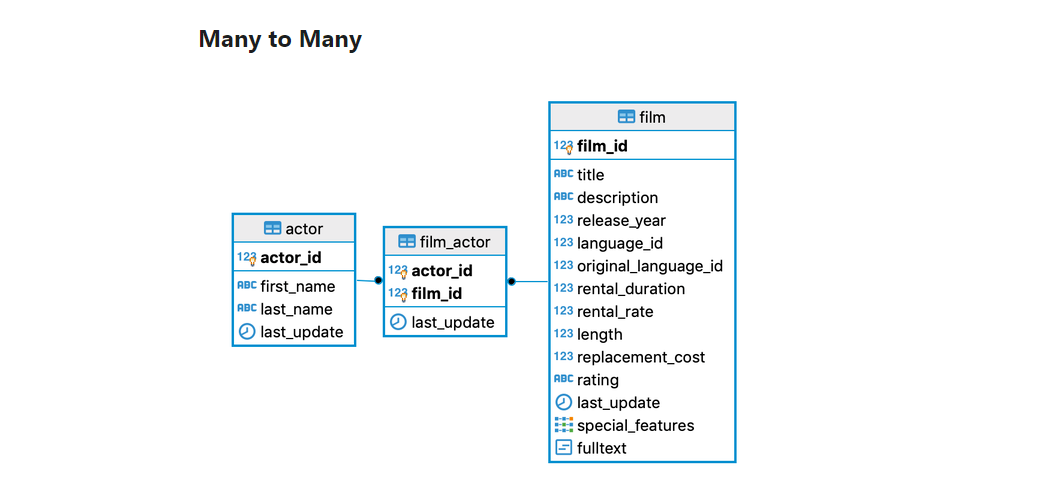 Many to Many
actor
123 actor_id
ABC first_name
ABC last_name
last_update
film_actor
123 actor_id
123 film_id
last_update
film
123 film_id
ABC title
ABC description
123 release_year
123 language_id
123 original_language_id
123 rental_duration
123 rental_rate
123 length
123 replacement_cost
ABC rating
last_update
special_features
fulltext